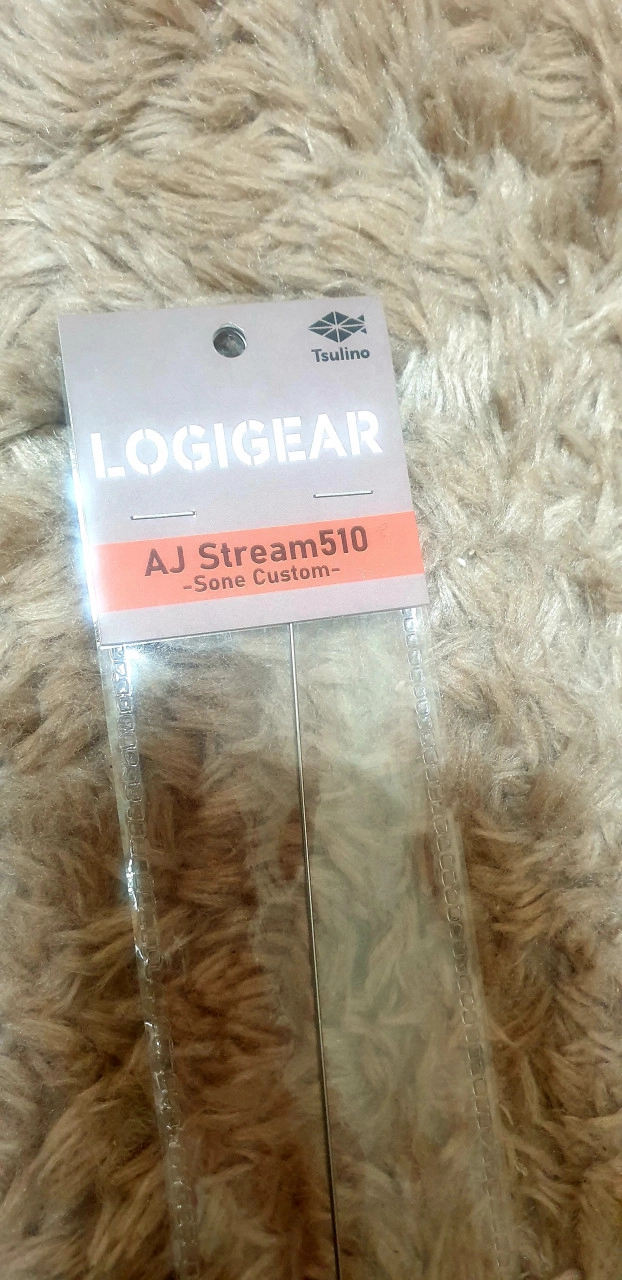 Tsulino
LOGIGEAR
AJ Stream510
-Sone Custom-